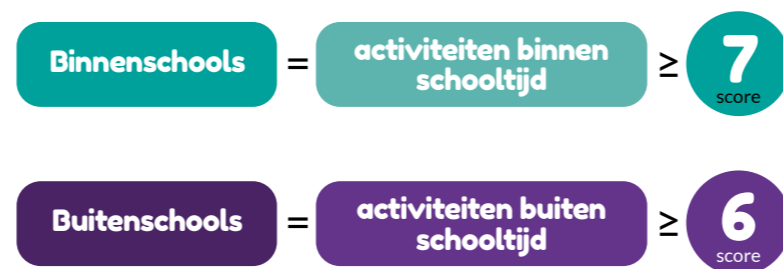 Binnenschools = activiteiten binnen schooltijd ≥ 7 score
Buitenschools = activiteiten buiten schooltijd ≥ 6 score